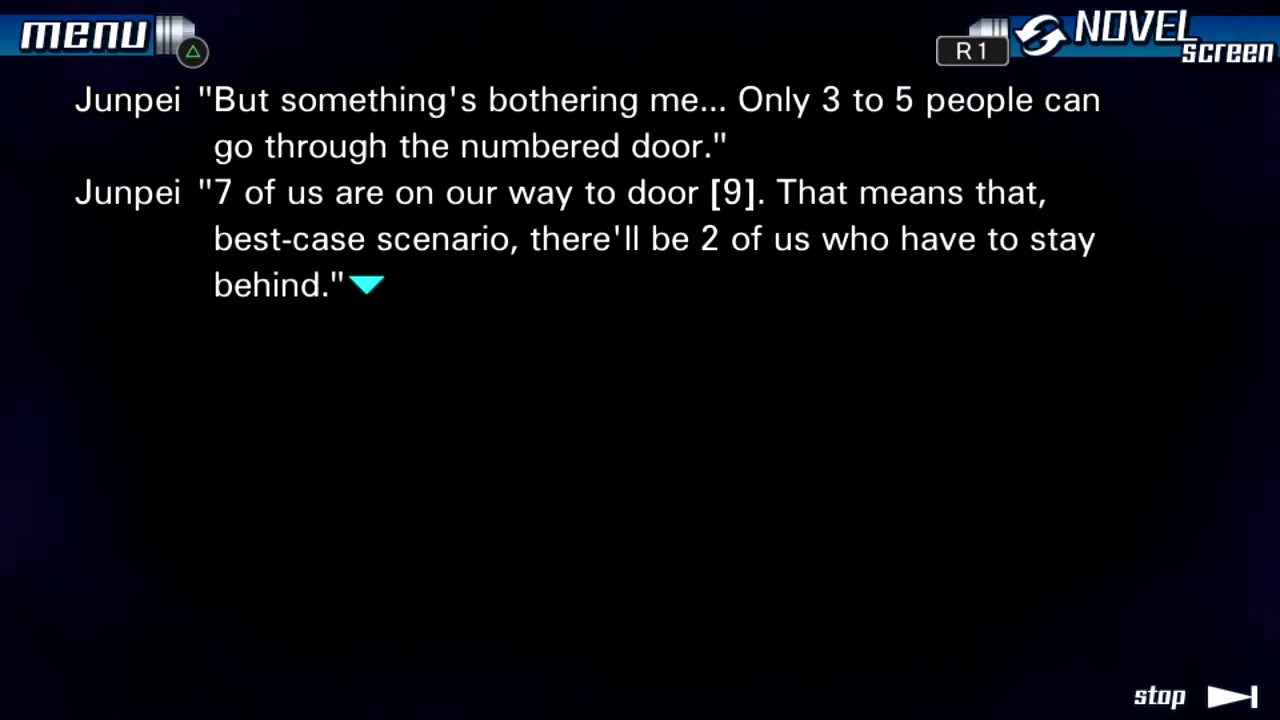 menu
R1
NOVEL
screen
Junpei "But something's bothering me... Only 3 to 5 people can
go through the numbered door."
Junpei "7 of us are on our way to door [9]. That means that,
best-case scenario, there'll be 2 of us who have to stay
behind."
stop